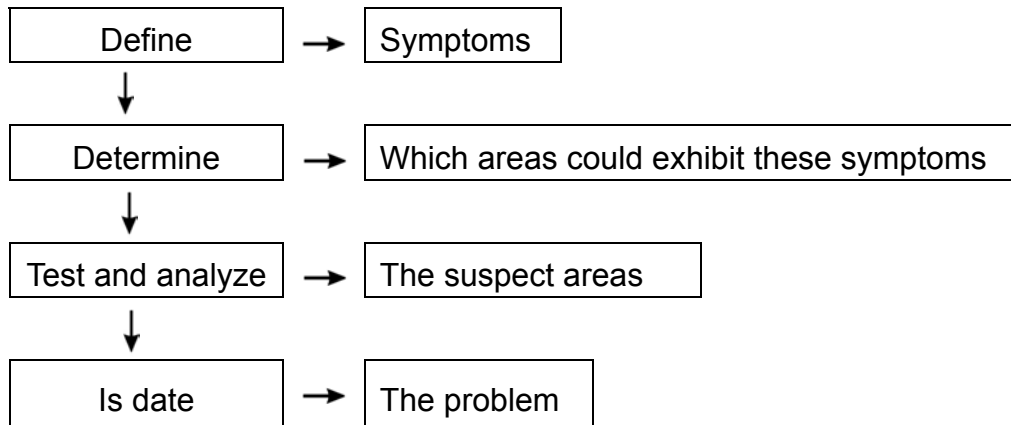 Define
Symptoms
Determine
Which areas could exhibit these symptoms
Test and analyze
The suspect areas
Is date
The problem